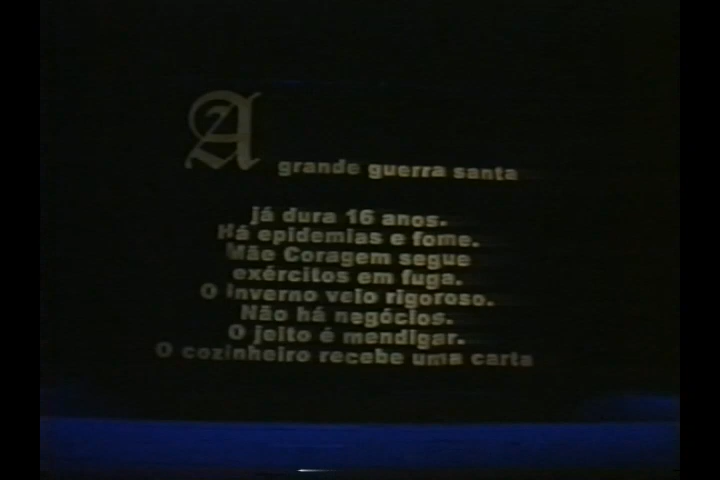 A grande guerra santa
já dura 16 anos.
Há epidemias e fome.
Mãe Coragem segue
exércitos em fuga.
O inverno veio rigoroso.
Não há negócios.
O jeito é mendigar.
O cozinheiro recebe uma carta